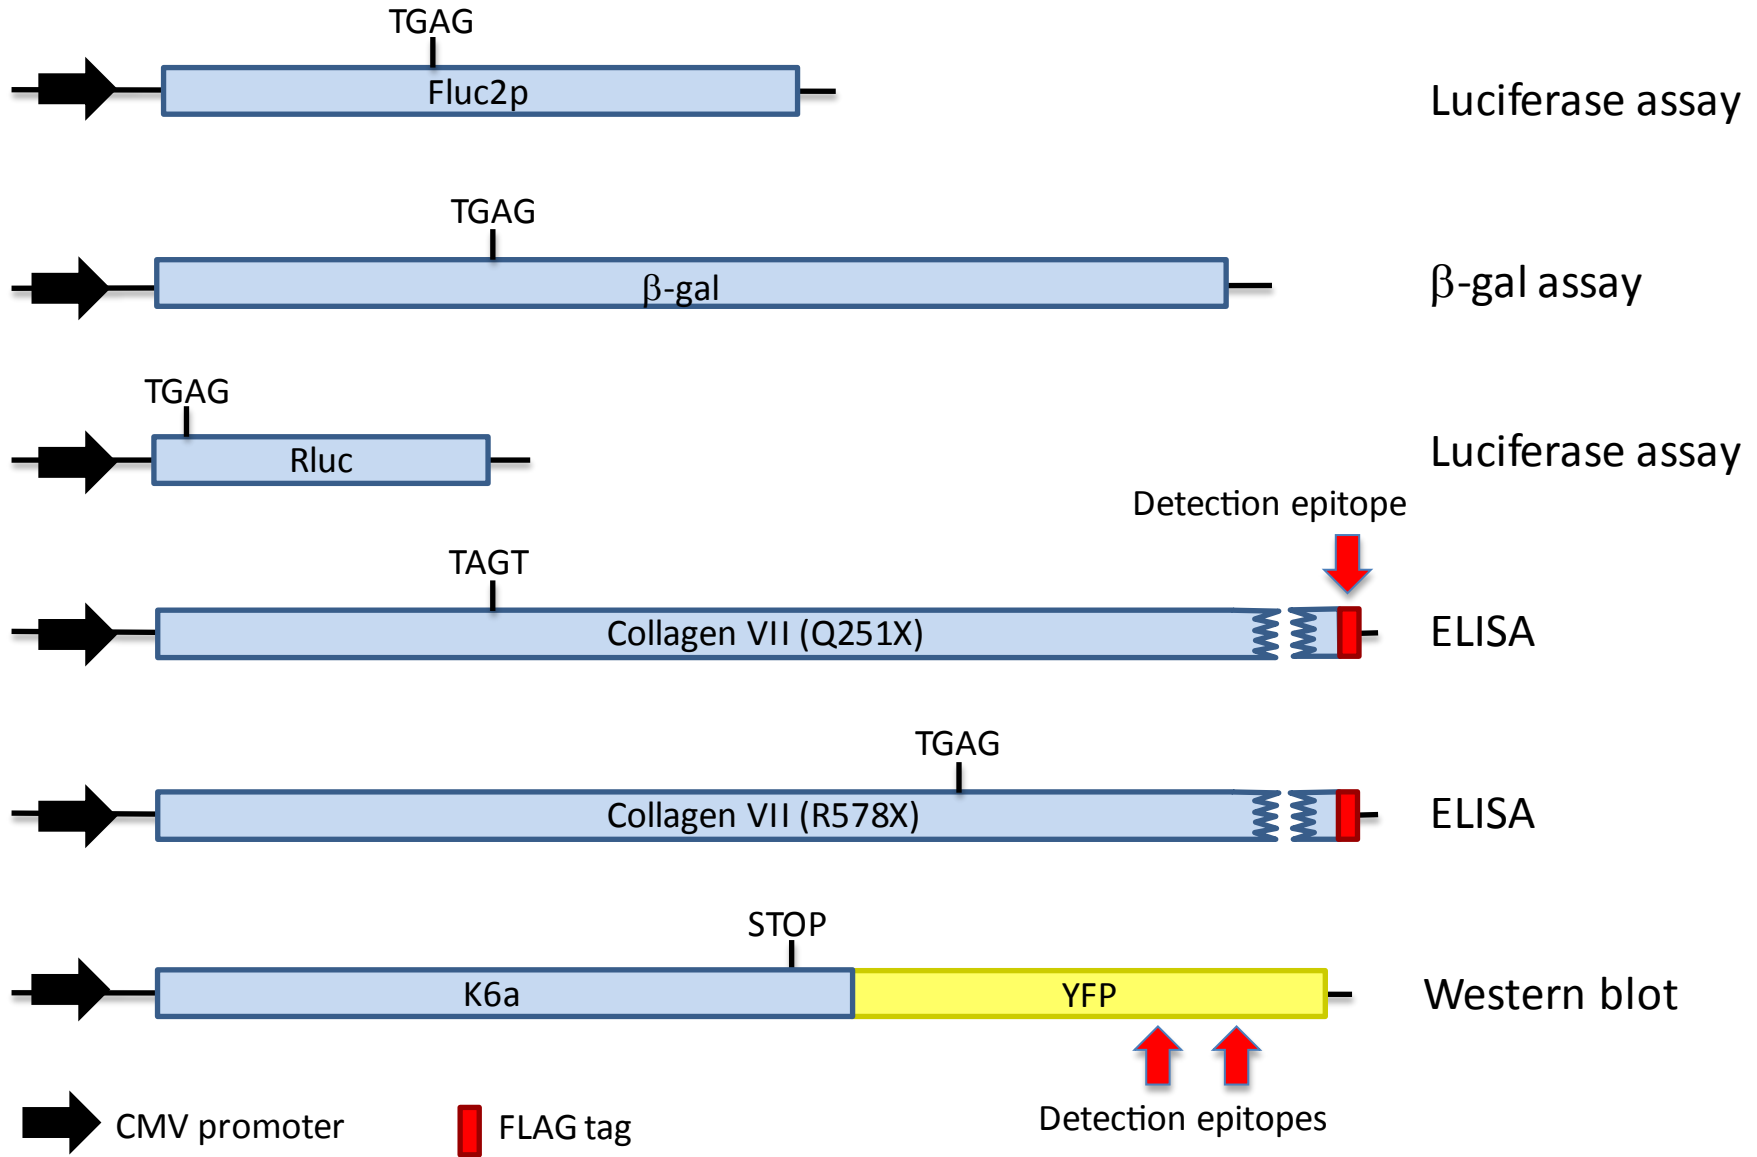 TGAG
Fluc2p
Luciferase assay
TGAG
β-gal
β-gal assay
TGAG
Rluc
Luciferase assay
Detection epitope
TAGT
Collagen VII (Q251X)
ELISA
TGAG
Collagen VII (R578X)
ELISA
STOP
K6a
YFP
Western blot
Detection epitopes
CMV promoter
FLAG tag